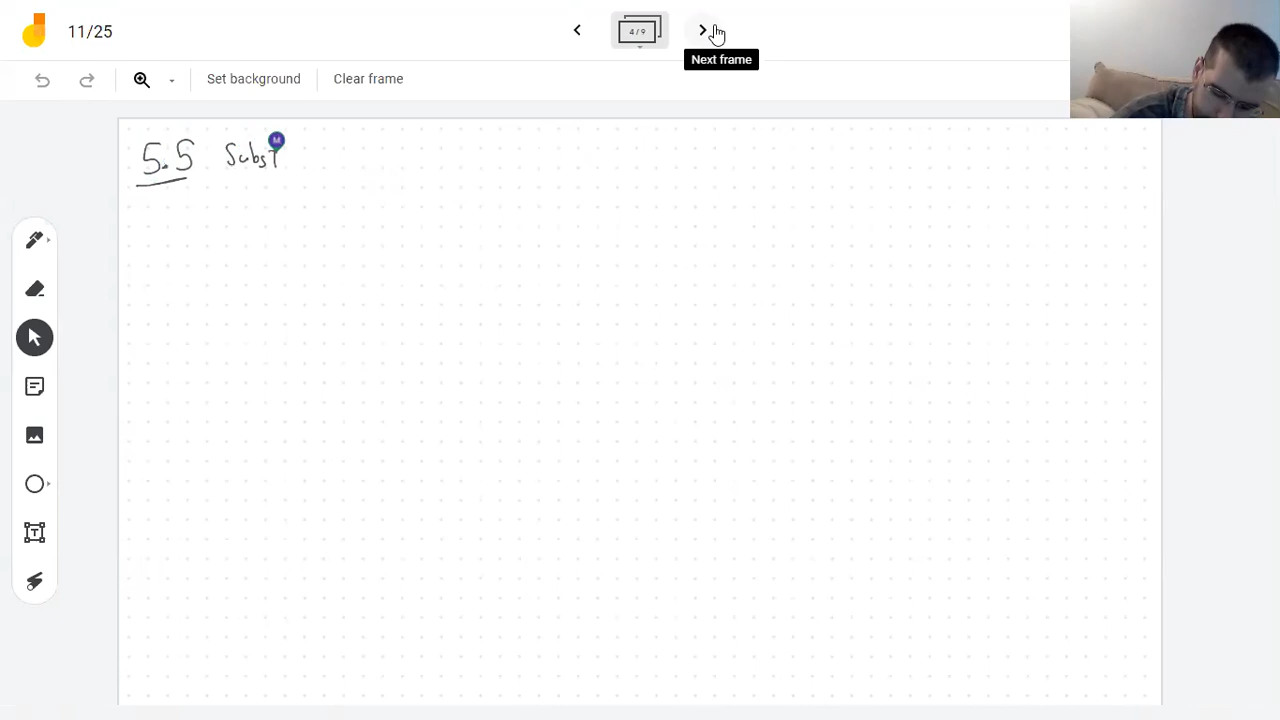 11/25
4 / 9
Next frame
Set background
Clear frame
5.5 Subst
M
T